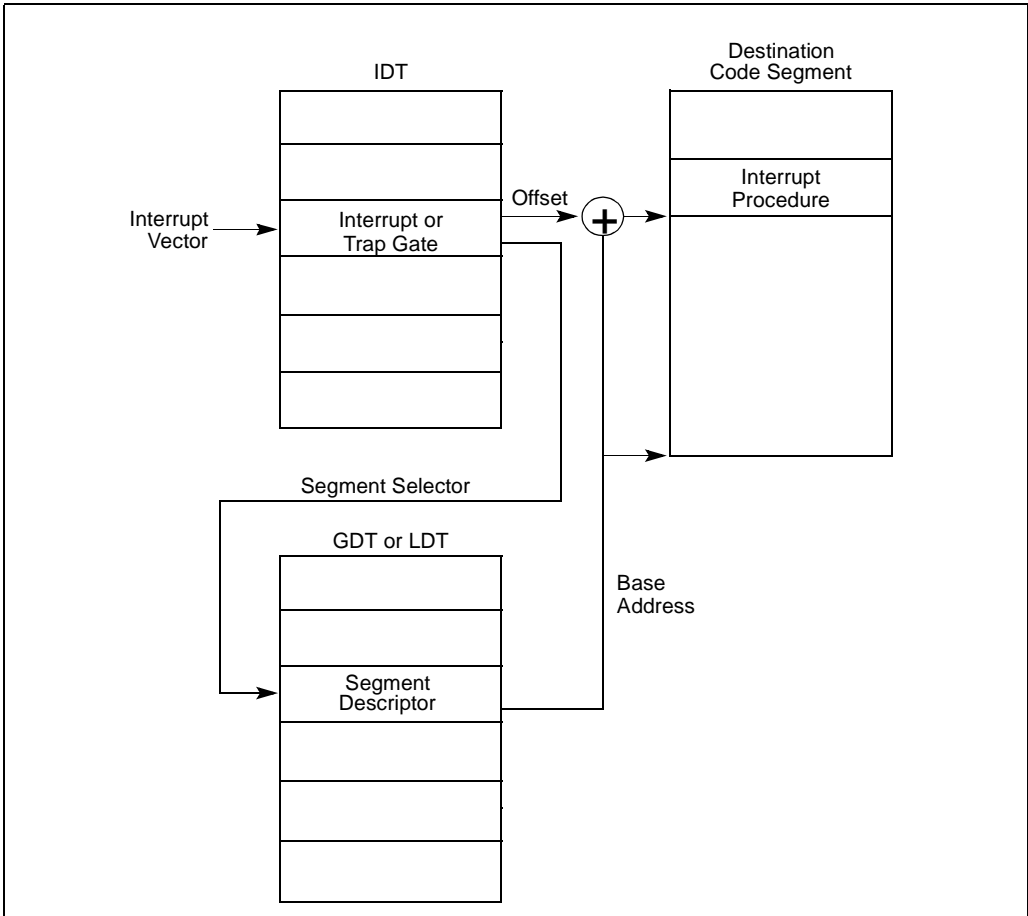 Destination
Code Segment
IDT
Interrupt
Vector
Interrupt or
Trap Gate
Offset
+
Interrupt
Procedure
Segment Selector
GDT or LDT
Base
Address
Segment
Descriptor